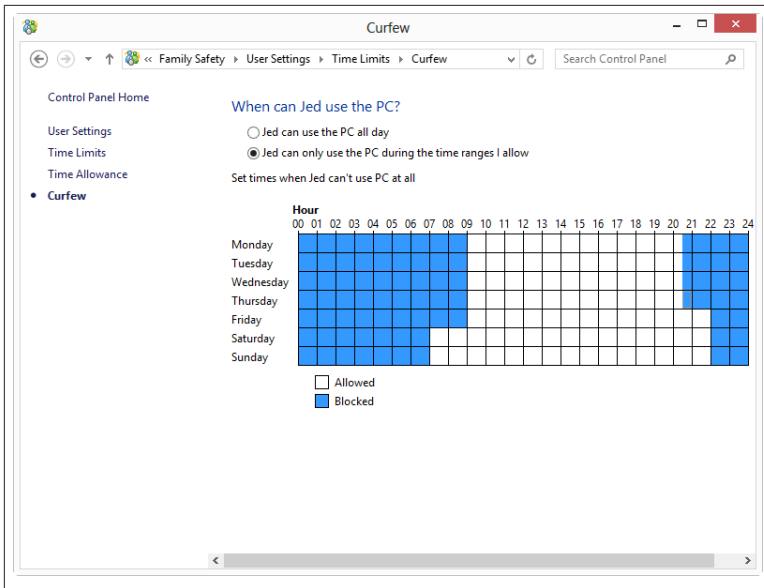 Curfew
« Family Safety ▸ User Settings ▸ Time Limits ▸ Curfew
Search Control Panel
Control Panel Home
User Settings
Time Limits
Time Allowance
• Curfew
When can Jed use the PC?
Jed can use the PC all day
Jed can only use the PC during the time ranges I allow
Set times when Jed can't use PC at all
Hour
00 01 02 03 04 05 06 07 08 09 10 11 12 13 14 15 16 17 18 19 20 21 22 23 24
Monday
Tuesday
Wednesday
Thursday
Friday
Saturday
Sunday
Allowed
Blocked